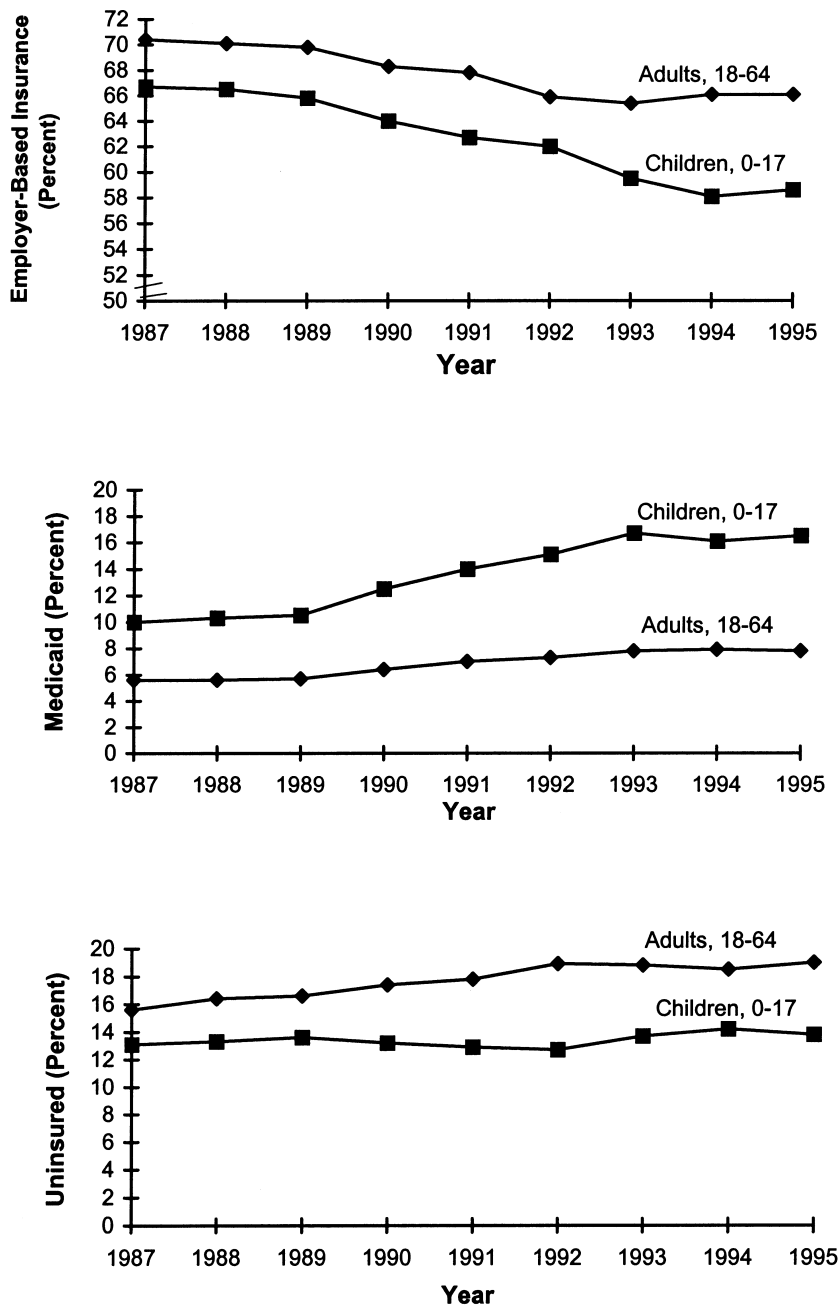 Employer-Based Insurance
(Percent)
72
70
68
66
64
62
60
58
56
54
52
50
Adults, 18-64
Children, 0-17
1987 1988 1989 1990 1991 1992 1993 1994 1995
Year
Medicaid (Percent)
20
18
16
14
12
10
8
6
4
2
0
Children, 0-17
Adults, 18-64
1987 1988 1989 1990 1991 1992 1993 1994 1995
Year
Uninsured (Percent)
20
18
16
14
12
10
8
6
4
2
0
Adults, 18-64
Children, 0-17
1987 1988 1989 1990 1991 1992 1993 1994 1995
Year